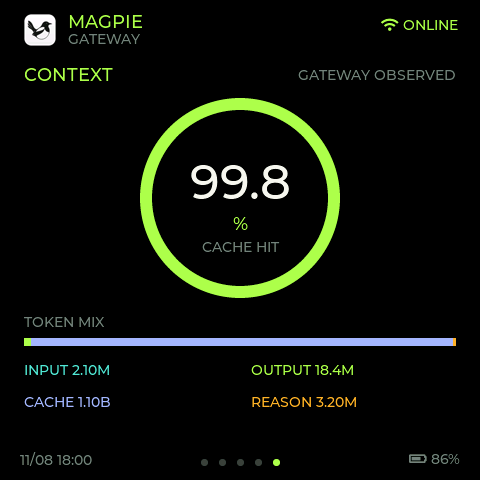 MAGPIE
GATEWAY
ONLINE
CONTEXT
GATEWAY OBSERVED
99.8
%
CACHE HIT
TOKEN MIX
INPUT 2.10M
OUTPUT 18.4M
CACHE 1.10B
REASON 3.20M
11/08 18:00
86%